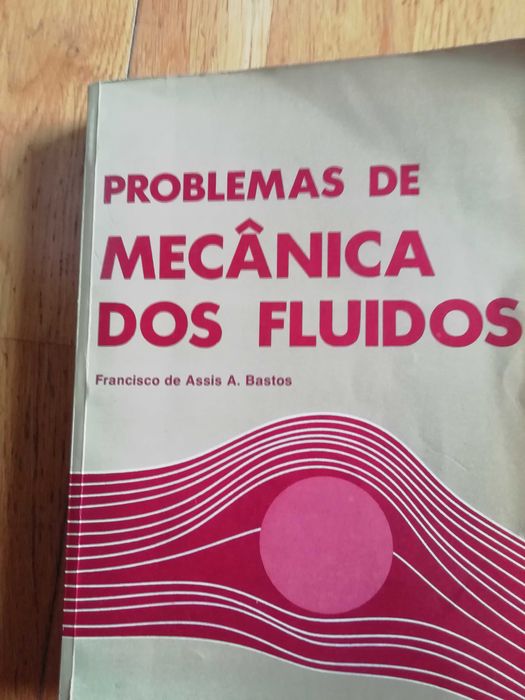 PROBLEMAS DE
MECÂNICA
DOS FLUIDOS
Francisco de Assis A. Bastos